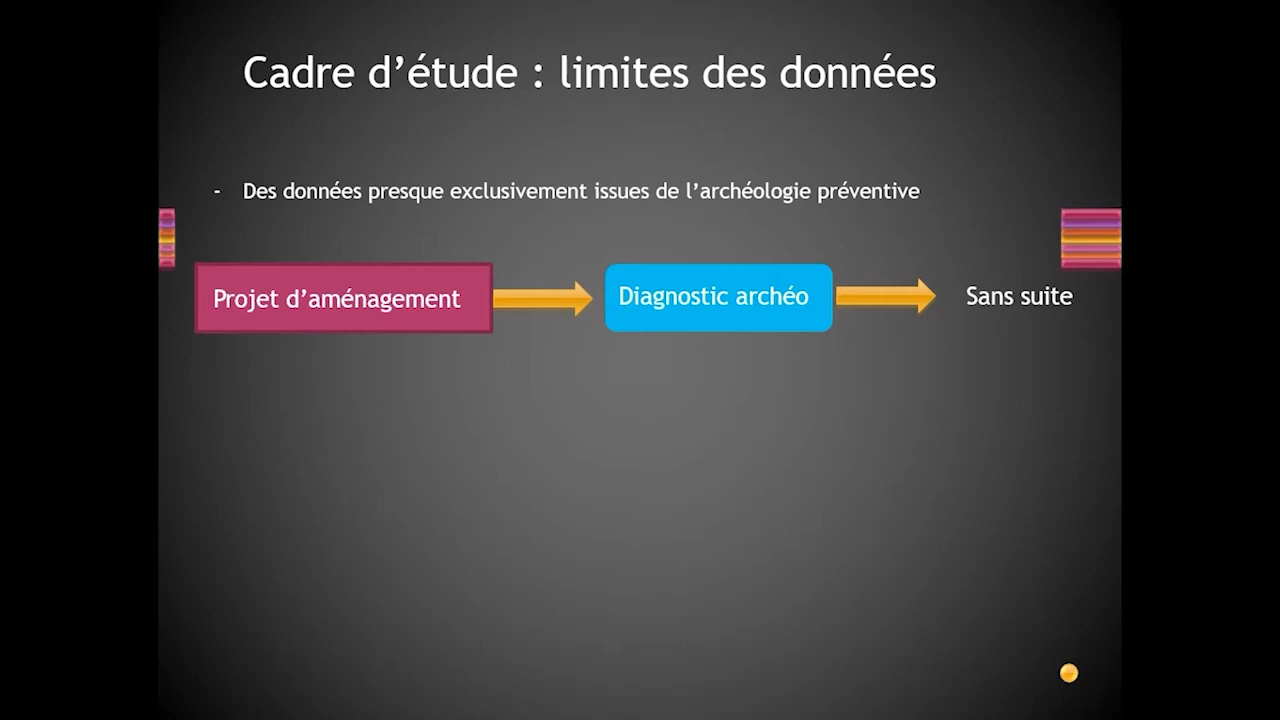 Cadre d’étude : limites des données
- Des données presque exclusivement issues de l’archéologie préventive
Projet d’aménagement
Diagnostic archéo
Sans suite